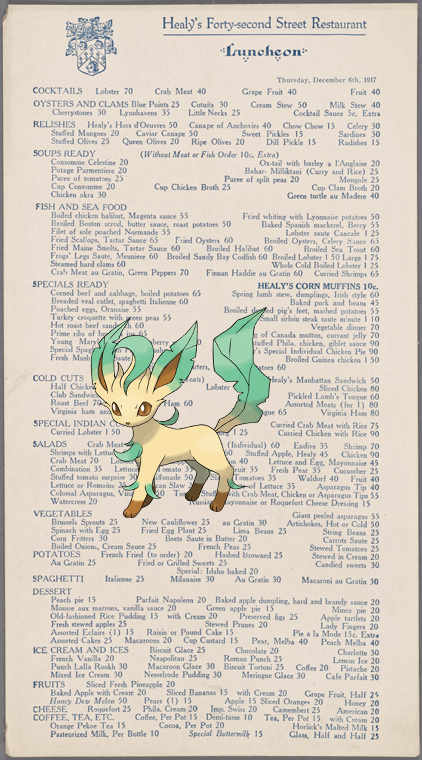 Healy's Forty-second Street Restaurant
Luncheon
Thursday, December 6th, 1917
COCKTAILS Lobster 70 Crab Meat 40 Grape Fruit 40 Fruit 40
OYSTERS AND CLAMS Blue Points 25 Cotuits 30 Cream Stew 50 Milk Stew 40
Cherrystones 30 Lynnhavens 35 Little Necks 25 Cocktail Sauce 5c. Extra
RELISHES Healy's Hors d'Oeuvres 50 Canape of Anchovies 40 Chow Chow 15 Celery 30
Stuffed Mangoes 20 Caviar Canape 50 Sweet Pickles 15 Sardines 30
Stuffed Olives 25 Queen Olives 20 Ripe Olives 20 Dill Pickle 15 Radishes 15
SOUPS READY (Without Meat or Fish Order 10c. Extra)
Consomme Celestine 20 Ox-tail with barley a l'Anglaise 20
Potage Parmentiere 20 Bahar- Milliktani (Curry and Rice) 25
Puree of tomatoes 25 Puree of split peas 20 Mongole 25
Cup Consomme 20 Cup Chicken Broth 25 Cup Clam Broth 20
Chicken okra 30 Green turtle au Madere 40
FISH AND SEA FOOD
Boiled chicken halibut, Magenta sauce 55 Fried whiting with Lyonnaise potatoes 50
Broiled Boston scrod, butter sauce, roast potatoes 50 Baked Spanish mackerel, Bercy 55
Filet of sole poached Normande 55 Lobster saute Cancale 1 25
Fried Scallops, Tartar Sauce 65 Fried Oysters 60 Broiled Oysters, Celery Sauce 65
Fried Maine Smelts, Tartar Sauce 60 Broiled Halibut 60 Broiled Sea Trout 60
Frogs' Legs Saute, Meuniere 60 Broiled Sandy Bay Codfish 60 Broiled Lobster 1 50 Large 1 75
Steamed hard clams 60 Whole Cold Boiled Lobster 1 25
Crab Meat au Gratin, Green Peppers 70 Finnan Haddie au Gratin 60 Curried Shrimps 65
SPECIALS READY HEALY'S CORN MUFFINS 10c.
Corned beef and cabbage, boiled potatoes 65 Spring lamb stew, dumplings, Irish style 60
Breaded veal cutlet, spaghetti Italienne 60 Baked pork and beans 45
Poached eggs, Oranaise 55 Broiled pig's feet, mashed potatoes 55
Turkey croquette with green peas 55 Small sirloin steak saute minute 1 10
Hot roast beef sandwich 60 Vegetable dinner 70
Prime ribs of beef 65 of Canada mutton, currant jelly 70
Young Mary Stuffed Phila. chicken, giblet sauce 90
Special Spag y's Special Individual Chicken Pie 90
Fresh Mush Broiled Guinea chicken 1 50
COLD CUTS Lobster Healy's Manhattan Sandwich 50
Half Chicken Sliced Chicken 80
Club Sandwich Pickled Lamb's Tongue 60
Roast Beef 70 Ham 60 Assorted Meats (for 1) 80
Virginia ham and 65 Virginia Ham 80
SPECIAL INDIAN C Curried Crab Meat with Rice 75
Curried Lobster 1 50 1 25 Curried Chicken with Rice 90
SALADS Crab Meat (Individual) 60 Endive 35 Shrimp 70
Shrimps with Lettuce Stuffed Apple, Healy 45 Chicken 90
Crab Meat 70 Lobster 40 Lettuce and Egg, Mayonnaise 45
Combination 35 Lettuce Tomato 35 Fruit 35 Fresh Pear 35 Cucumber 25
Stuffed tomato surprise 30 Tomatoes 35 Waldorf 40 Fruit 40
Lettuce or Romaine 25 Slaw of Lettuce 35 Asparagus Tip 40
Colossal Asparagus, Vin Stuffed with Crab Meat, Chicken or Asparagus Tips 55
Watercress 20 Russian, Mayonnaise or Roquefort Cheese Dressing 15
VEGETABLES Giant peeled asparagus 55
Brussels Sprouts 25 New Cauliflower 25 au Gratin 30 Artichokes, Hot or Cold 50
Spinach with Egg 25 Fried Egg Plant 25 Lima Beans 25 String Beans 25
Corn Fritters 30 Beets Saute in Butter 20 Carrots Saute 25
Boiled Onions, Cream Sauce 25 French Peas 25 Stewed Tomatoes 25
POTATOES French Fried (to order) 20 Hashed Browned 25 Stewed in Cream 20
Au Gratin 25 Fried or Grilled Sweets 25 Candied sweets 30
Special: Idaho baked 20
SPAGHETTI Italienne 25 Milanaise 30 Au Gratin 30 Macaroni au Gratin 30
DESSERT
Peach pie 15 Parfait Napoleon 20 Baked apple dumpling, hard and brandy sauce 20
Mousse aux marrons, vanilla sauce 20 Green apple pie 15 Mince pie 20
Old-fashioned Rice Pudding 15 with Cream 20 Preserved figs 25 Apple tartlets 20
Fresh stewed apples 25 Stewed Prunes 20 Lady Fingers 20
Assorted Eclairs (1) 15 Raisin or Pound Cake 15 Pie a la Mode 15c. Extra
Assorted Cakes 25 Macaroons 20 Cup Custard 15 Pear, Melba 40 Peach Melba 40
ICE CREAM AND ICES Biscuit Glace 25 Chocolate 20 Charlotte 30
French Vanilla 20 Neapolitan 25 Roman Punch 25 Lemon Ice 20
Punch Lalla Rookh 30 Macaroon Glace 30 Biscuit Tortoni 25 Coffee 20 Pistache 20
Mixed Ice Cream 30 Nesselrode Pudding 30 Meringue Glace 30 Cafe Parfait 30
FRUITS Sliced Fresh Pineapple 20
Baked Apple with Cream 20 Sliced Bananas 15 with Cream 20 Grape Fruit, Half 25
Honey Dew Melon 50 Pears (1) 15 Apple 15 Sliced Oranges 20 Honey 20
CHEESE Roquefort 25 Phila. Cream 20 Imp. Swiss 20 Camembert 25 American 20
COFFEE, TEA, ETC. Coffee, Per Pot 15 Demi-tasse 10 Tea, Per Pot 15 with Cream 20
Orange Pekoe Tea 15 Cocoa, Per Pot 20 Horlick's Malted Milk 15
Pasteurized Milk, Per Bottle 10 Special Buttermilk 15 Glass, Half and Half 25